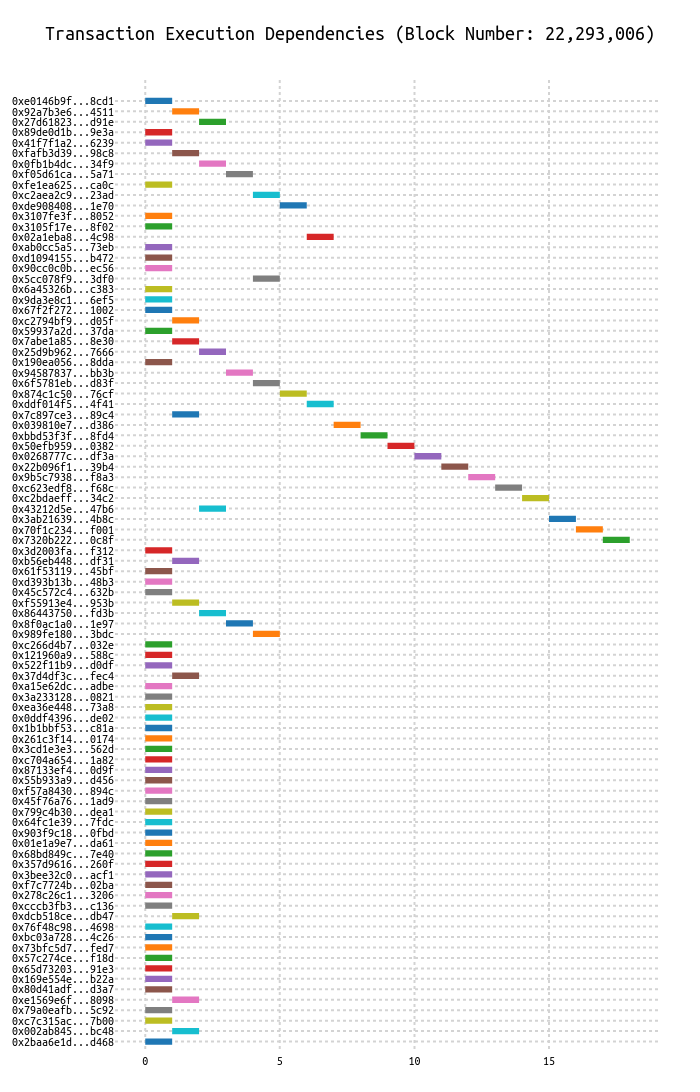 Transaction Execution Dependencies (Block Number: 22,293,006)
0xe0146b9f...8cd1
0x92a7b3e6...4511
0x27d61823...d91e
0x89de0d1b...9e3a
0x41f7f1a2...6239
0xfafb3d39...98c8
0x0fb1b4dc...34f9
0xf05d61ca...5a71
0xfe1ea625...ca0c
0xc2aea2c9...23ad
0xde908408...1e70
0x3107fe3f...8052
0x3105f17e...8f02
0x02a1eba8...4c98
0xab0cc5a5...73eb
0xd1094155...b472
0x90cc0c0b...ec56
0x5cc078f9...3df0
0x6a45326b...c383
0x9da3e8c1...6ef5
0x67f2f272...1002
0xc2794bf9...d05f
0x59937a2d...37da
0x7abe1a85...8e30
0x25d9b962...7666
0x190ea056...8dda
0x94587837...bb3b
0x6f5781eb...d83f
0x874c1c50...76cf
0xddf014f5...4f41
0x7c897ce3...89c4
0x039810e7...d386
0xbbd53f3f...8fd4
0x50efb959...0382
0x0268777c...df3a
0x22b096f1...39b4
0x9b5c7938...f8a3
0xc623edf8...f68c
0xc2bdaeff...34c2
0x43212d5e...47b6
0x3ab21639...4b8c
0x70f1c234...f001
0x7320b222...0c8f
0x3d2003fa...f312
0xb56eb448...df31
0x61f53119...45bf
0xd393b13b...48b3
0x45c572c4...632b
0xf55913e4...953b
0x86443750...fd3b
0x8f0ac1a0...1e97
0x989fe180...3bdc
0xc266d4b7...032e
0x121960a9...588c
0x522f11b9...d0df
0x37d4df3c...fec4
0xa15e62dc...adbe
0x3a233128...0821
0xea36e448...73a8
0x0ddf4396...de02
0x1b1bbf53...c81a
0x261c3f14...0174
0x3cd1e3e3...562d
0xc704a654...1a82
0x87133ef4...0d9f
0x55b933a9...d456
0xf57a8430...894c
0x45f76a76...1ad9
0x799c4b30...dea1
0x64fc1e39...7fdc
0x903f9c18...0fbd
0x01e1a9e7...da61
0x68bd849c...7e40
0x357d9616...260f
0x3bee32c0...acf1
0xf7c7724b...02ba
0x278c26c1...3206
0xcccb3fb3...c136
0xdcb518ce...db47
0x76f48c98...4698
0xbc03a728...4c26
0x73bfc5d7...fed7
0x57c274ce...f18d
0x65d73203...91e3
0x169e554e...b22a
0x80d41adf...d3a7
0xe1569e6f...8098
0x79a0eafb...5c92
0xc7c315ac...7b00
0x002ab845...bc48
0x2baa6e1d...d468
0 5 10 15